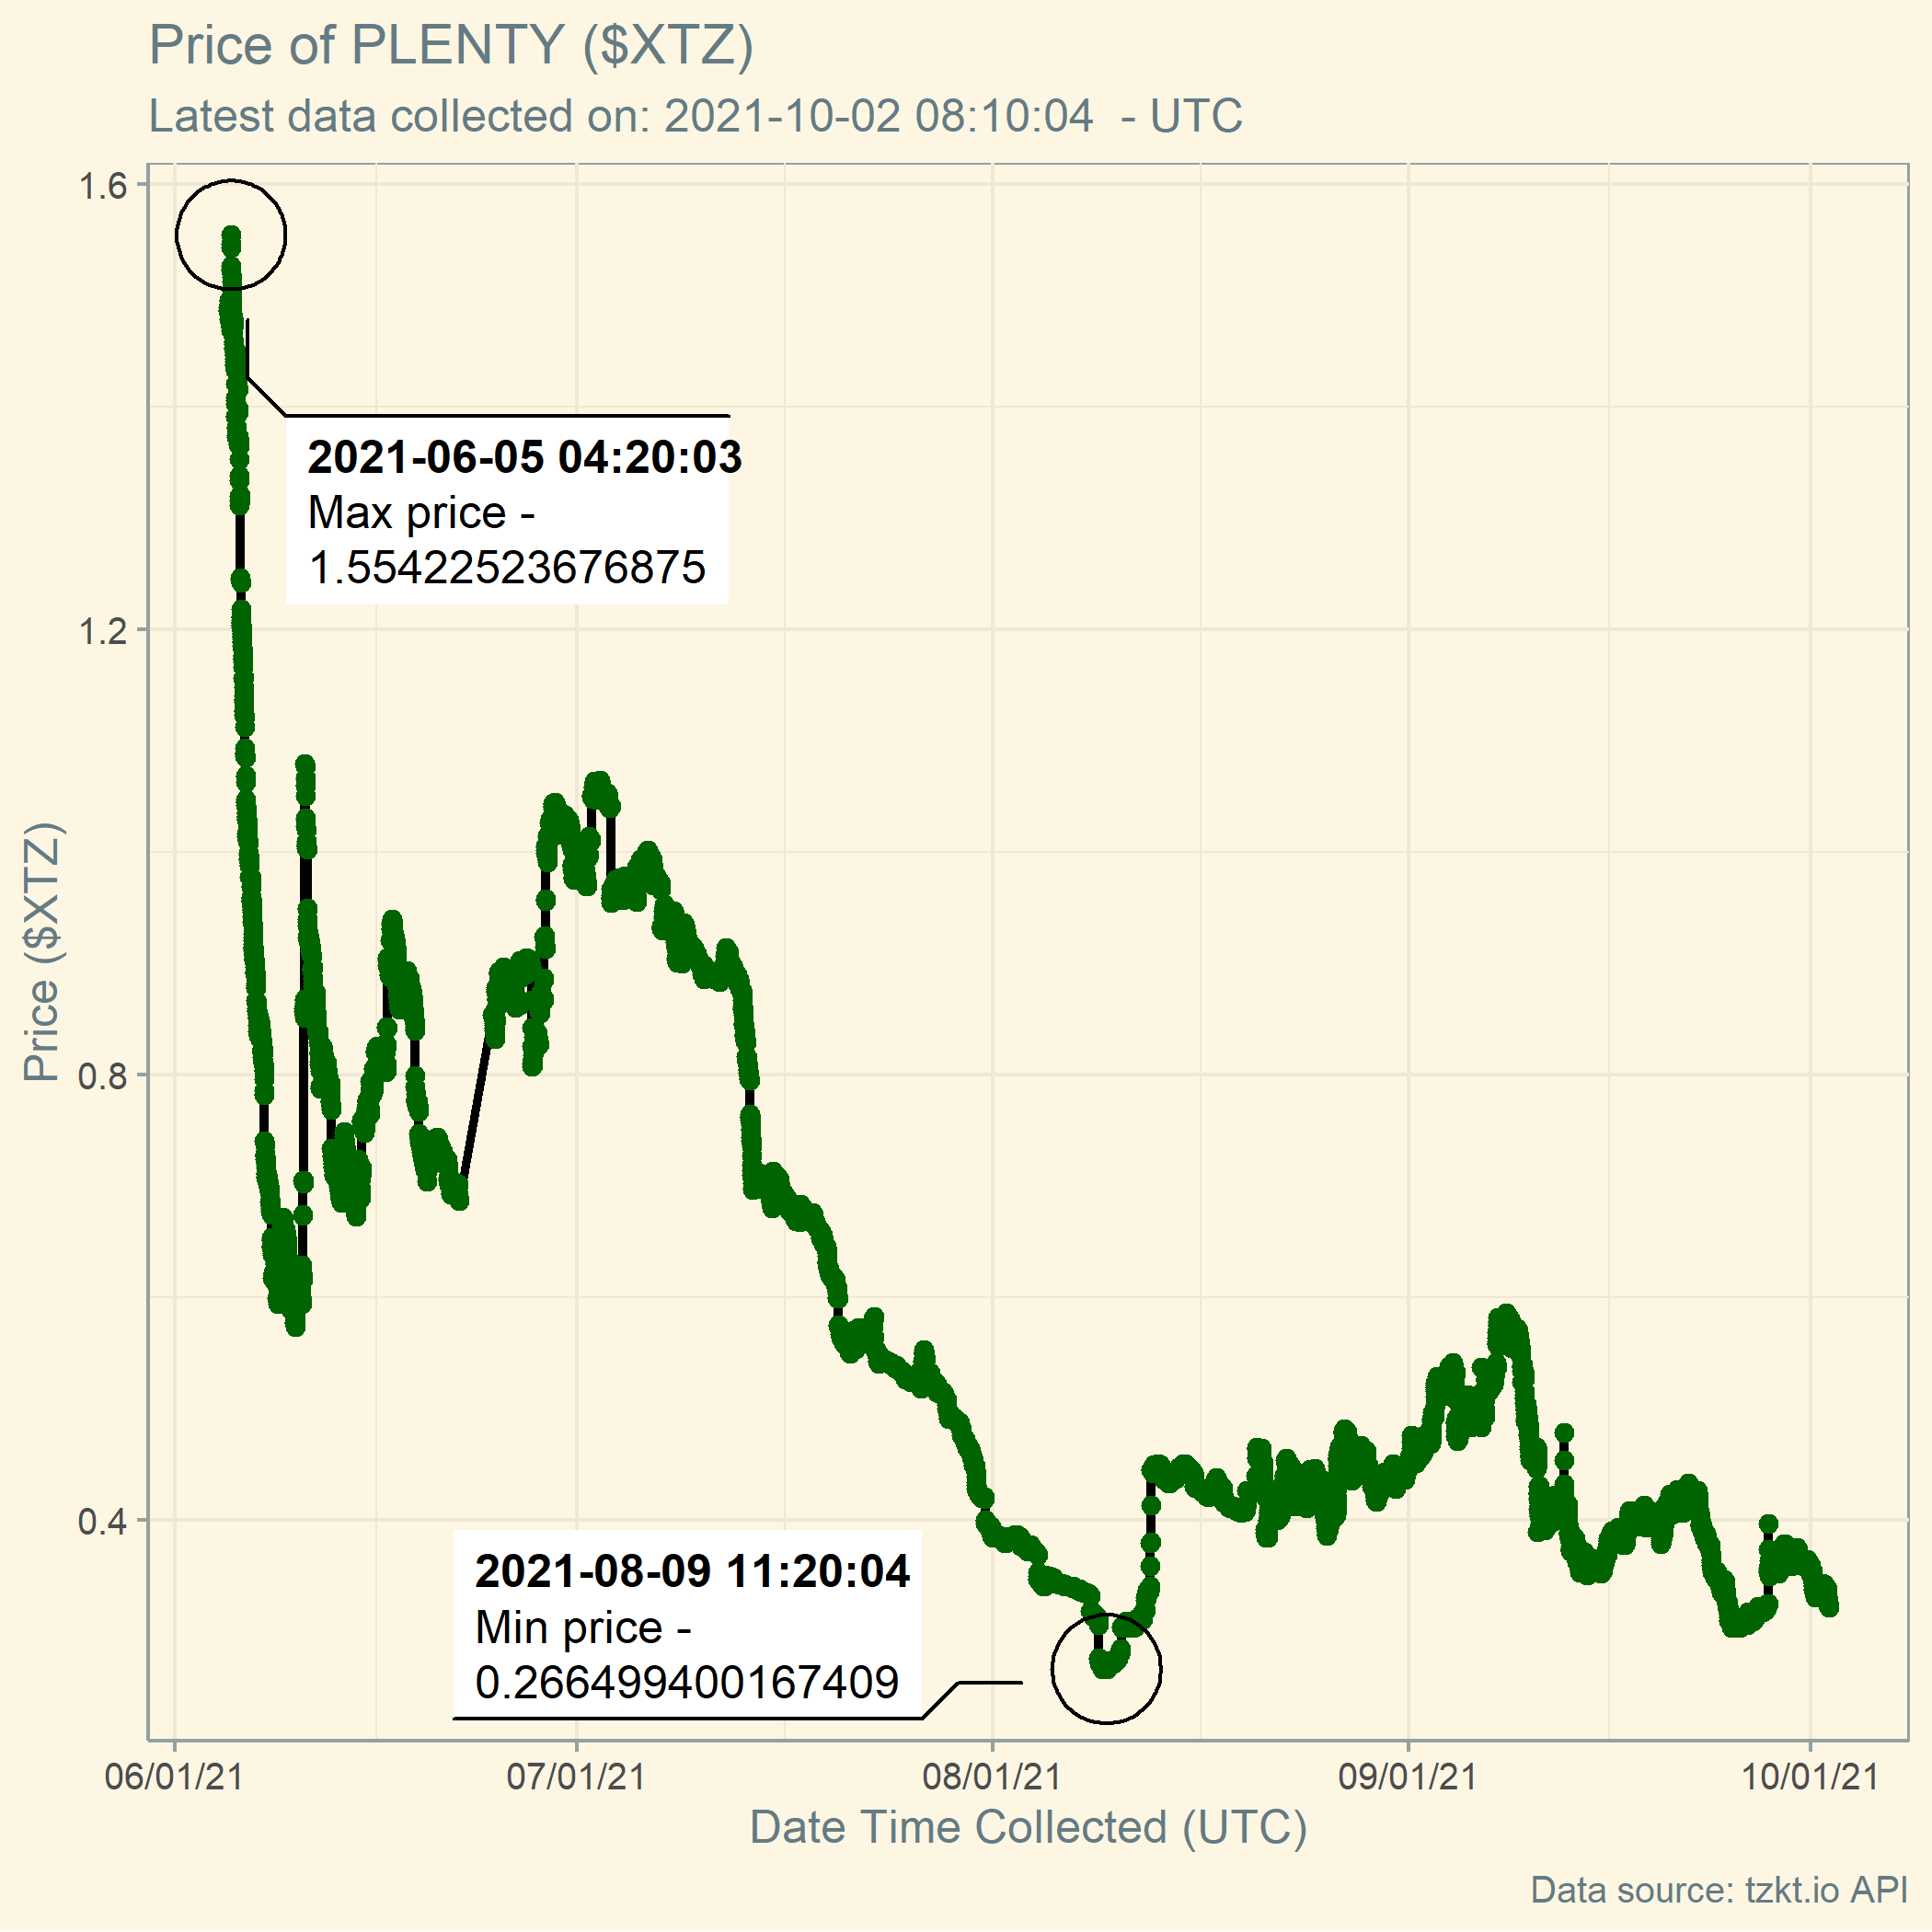 Price of PLENTY ($XTZ)
Latest data collected on: 2021-10-02 08:10:04  - UTC
1.6
1.2
0.8
0.4
Price ($XTZ)
2021-06-05 04:20:03
Max price -
1.55422523676875
2021-08-09 11:20:04
Min price -
0.266499400167409
06/01/21 07/01/21 08/01/21 09/01/21 10/01/21
Date Time Collected (UTC)
Data source: tzkt.io API